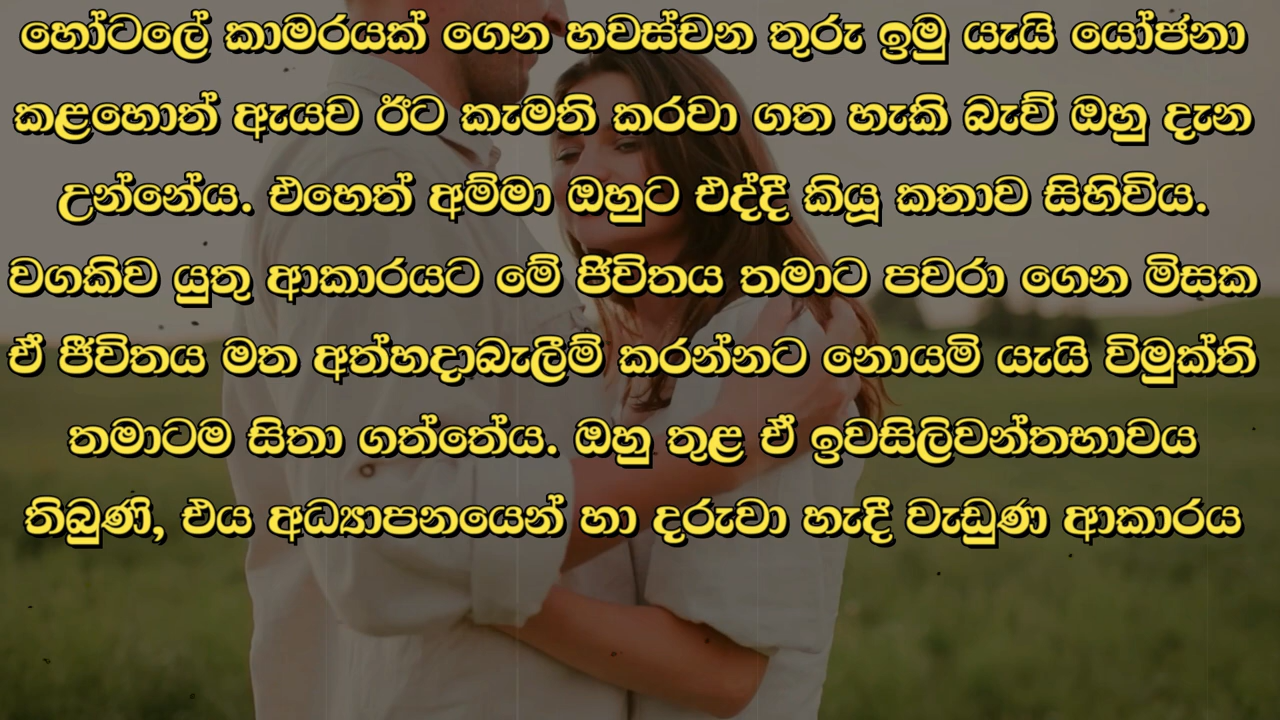 හෝටලේ කාමරයක් ගෙන හවස්වන තුරු ඉමු යැයි යෝජනා
කළහොත් ඇයව ඊට කැමති කරවා ගත හැකි බැව් ඔහු දැන
උන්නේය. එහෙත් අම්මා ඔහුට එද්දී කියූ කතාව සිහිවිය.
වගකිව යුතු ආකාරයට මේ ජීවිතය තමාට පවරා ගෙන මිසක
ඒ ජීවිතය මත අත්හදාබැලීම් කරන්නට නොයමි යැයි විමුක්ති
තමාටම සිතා ගත්තේය. ඔහු තුළ ඒ ඉවසිලිවන්තභාවය
තිබුණි, එය අධ්‍යාපනයෙන් හා දරුවා හැදී වැඩුණ ආකාරය